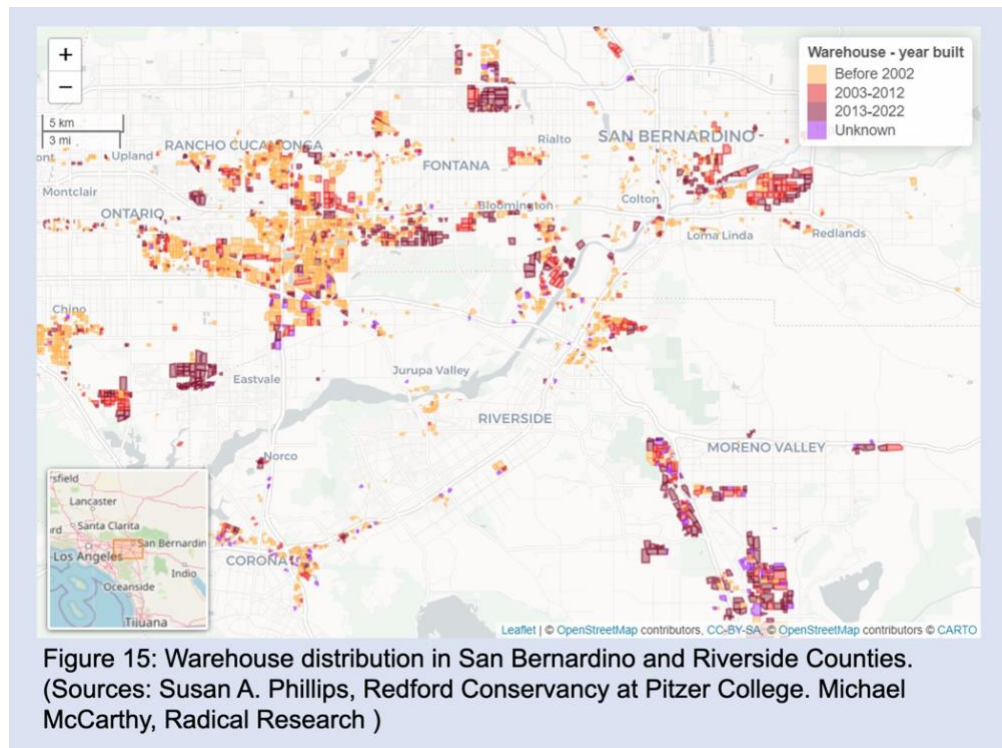 +
−
5 km
3 mi
Warehouse - year built
Before 2002
2003-2012
2013-2022
Unknown
RANCHO CUCAMONGA
Upland
ont
Montclair
ONTARIO
FONTANA
Rialto
SAN BERNARDINO
Bloomington
Colton
Loma Linda
Redlands
Chino
Eastvale
Jurupa Valley
RIVERSIDE
MORENO VALLEY
Norco
CORONA
sfield
Lancaster
Santa Clarita
rd
San Bernardin
Los Angeles
Indio
Oceanside
Tijuana
Leaflet | © OpenStreetMap contributors, CC-BY-SA, © OpenStreetMap contributors © CARTO
Figure 15: Warehouse distribution in San Bernardino and Riverside Counties.
(Sources: Susan A. Phillips, Redford Conservancy at Pitzer College. Michael
McCarthy, Radical Research )